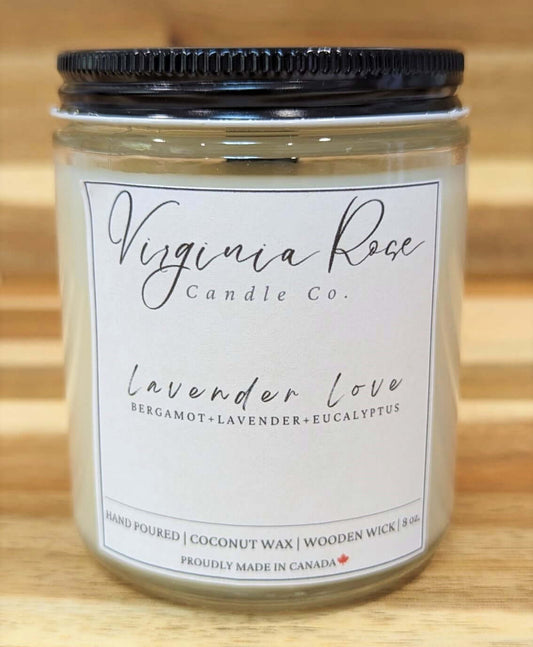 Virginia Rose
Candle Co.
Lavender Love
BERGAMOT+LAVENDER+EUCALYPTUS
HAND POURED | COCONUT WAX | WOODEN WICK | 8 oz.
PROUDLY MADE IN CANADA